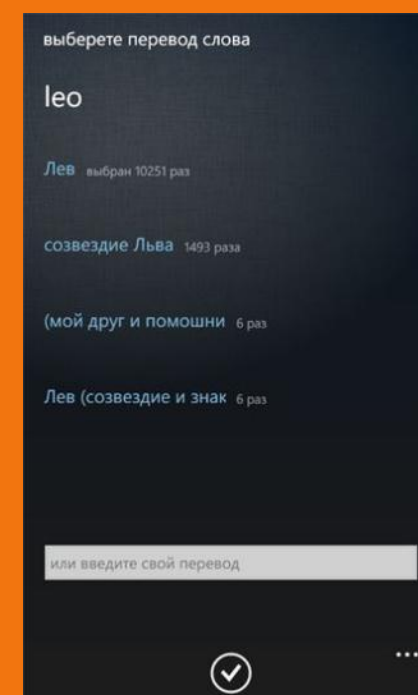 выберете перевод слова
leo
Лев выбран 10251 раз
созвездие Льва 1493 раза
(мой друг и помошни 6 раз
Лев (созвездие и знак 6 раз
или введите свой перевод